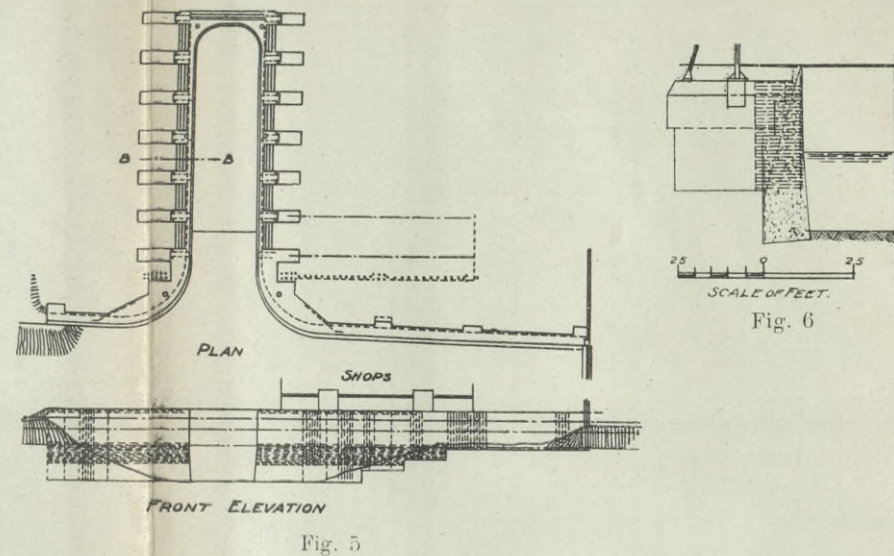 B B
PLAN
SHOPS
FRONT ELEVATION
Fig. 5
25 0 25
SCALE OF FEET.
Fig. 6